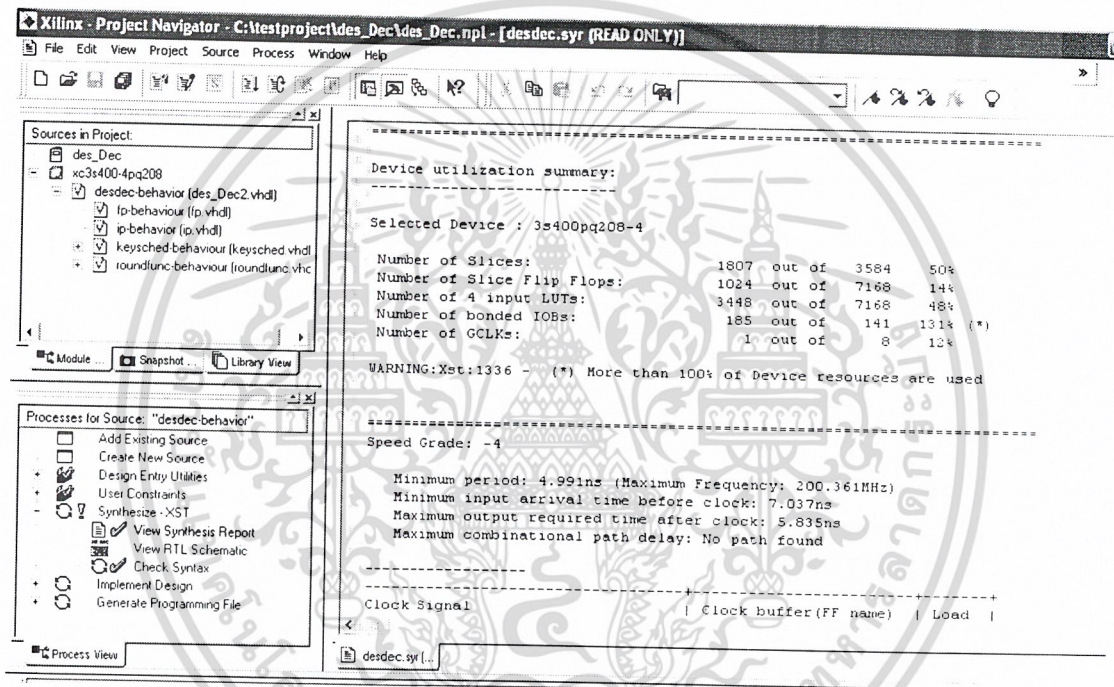 Xilinx - Project Navigator - C:\testproject\des_Dec\des_Dec.npl - [desdec.syr (READ ONLY)]
File Edit View Project Source Process Window Help
Sources in Project:
des_Dec
xc3s400-4pq208
desdec-behavior (des_Dec2.vhdl)
fp-behaviour (fp.vhdl)
ip-behaviour (ip.vhdl)
keysched-behaviour (keysched.vhdl
roundfunc-behaviour (roundfunc.vhc
Module ... Snapshot ... Library View
Processes for Source: "desdec-behavior"
Add Existing Source
Create New Source
Design Entry Utilities
User Constraints
Synthesize - XST
View Synthesis Report
View RTL Schematic
Check Syntax
Implement Design
Generate Programming File
Process View
=========================================================================
Device utilization summary:
---------------------------
Selected Device : 3s400pq208-4
Number of Slices: 1807 out of 3584 50%
Number of Slice Flip Flops: 1024 out of 7168 14%
Number of 4 input LUTs: 3448 out of 7168 48%
Number of bonded IOBs: 185 out of 141 131% (*)
Number of GCLKs: 1 out of 8 12%
WARNING:Xst:1336 - (*) More than 100% of Device resources are used
=========================================================================
Speed Grade: -4
Minimum period: 4.991ns (Maximum Frequency: 200.361MHz)
Minimum input arrival time before clock: 7.037ns
Maximum output required time after clock: 5.835ns
Maximum combinational path delay: No path found
------------------
-----------------------------------+------------------------+-------+
Clock Signal | Clock buffer(FF name) | Load |
desdec.syr [...